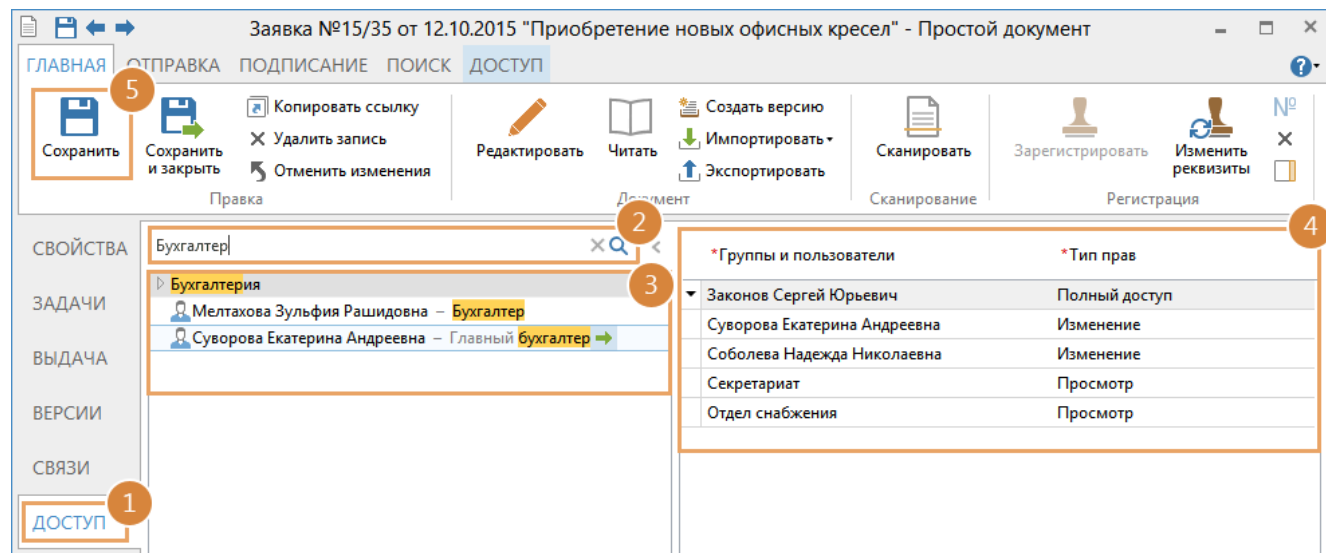 Заявка №15/35 от 12.10.2015 "Приобретение новых офисных кресел" - Простой документ
ГЛАВНАЯ ОТПРАВКА ПОДПИСАНИЕ ПОИСК ДОСТУП
5
Сохранить
Сохранить и закрыть
Копировать ссылку
Удалить запись
Отменить изменения
Правка
Редактировать
Читать
Создать версию
Импортировать
Экспортировать
Документ
Сканировать
Сканирование
Зарегистрировать
Изменить реквизиты
№
Регистрация
СВОЙСТВА
ЗАДАЧИ
ВЫДАЧА
ВЕРСИИ
СВЯЗИ
1
ДОСТУП
2
Бухгалтер
3
Бухгалтерия
Мелтахова Зульфия Рашидовна – Бухгалтер
Суворова Екатерина Андреевна – Главный бухгалтер
4
*Группы и пользователи *Тип прав
Законов Сергей Юрьевич Полный доступ
Суворова Екатерина Андреевна Изменение
Соболева Надежда Николаевна Изменение
Секретариат Просмотр
Отдел снабжения Просмотр